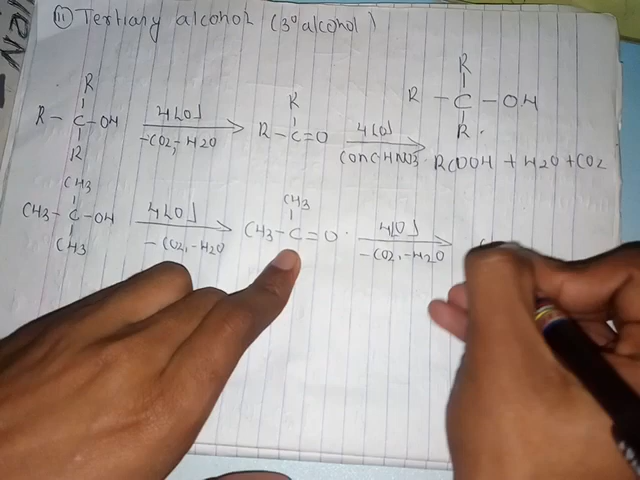 (ii) Tertiary alcohol (3° alcohol)
R
R
R - C - OH
4[O]
-CO2, -H2O
R
R - C = O
4[O]
Conc. HNO3
R - C - OH
R
R
RCOOH + H2O + CO2
CH3
CH3 - C - OH
CH3
4[O]
- CO2, -H2O
CH3
CH3 - C = O
4[O]
- CO2, -H2O